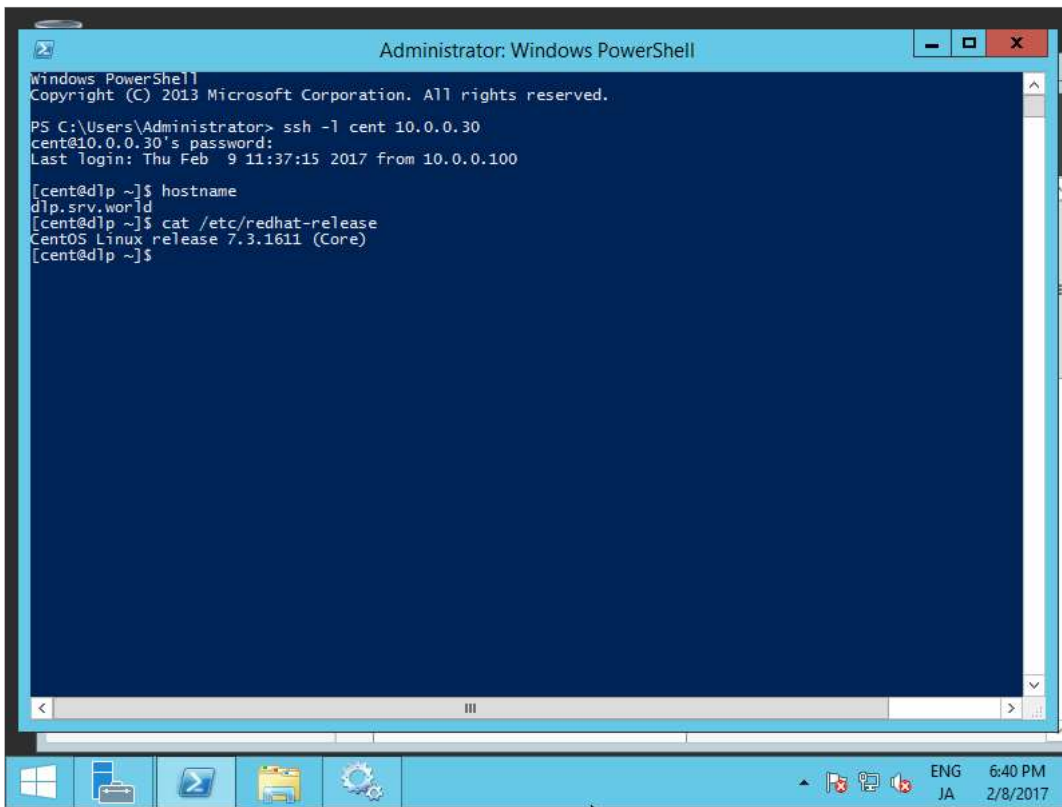 Administrator: Windows PowerShell
Windows PowerShell
Copyright (C) 2013 Microsoft Corporation. All rights reserved.
PS C:\Users\Administrator> ssh -l cent 10.0.0.30
cent@10.0.0.30's password:
Last login: Thu Feb  9 11:37:15 2017 from 10.0.0.100
[cent@dlp ~]$ hostname
dlp.srv.world
[cent@dlp ~]$ cat /etc/redhat-release
CentOS Linux release 7.3.1611 (Core)
[cent@dlp ~]$
ENG 6:40 PM
JA 2/8/2017